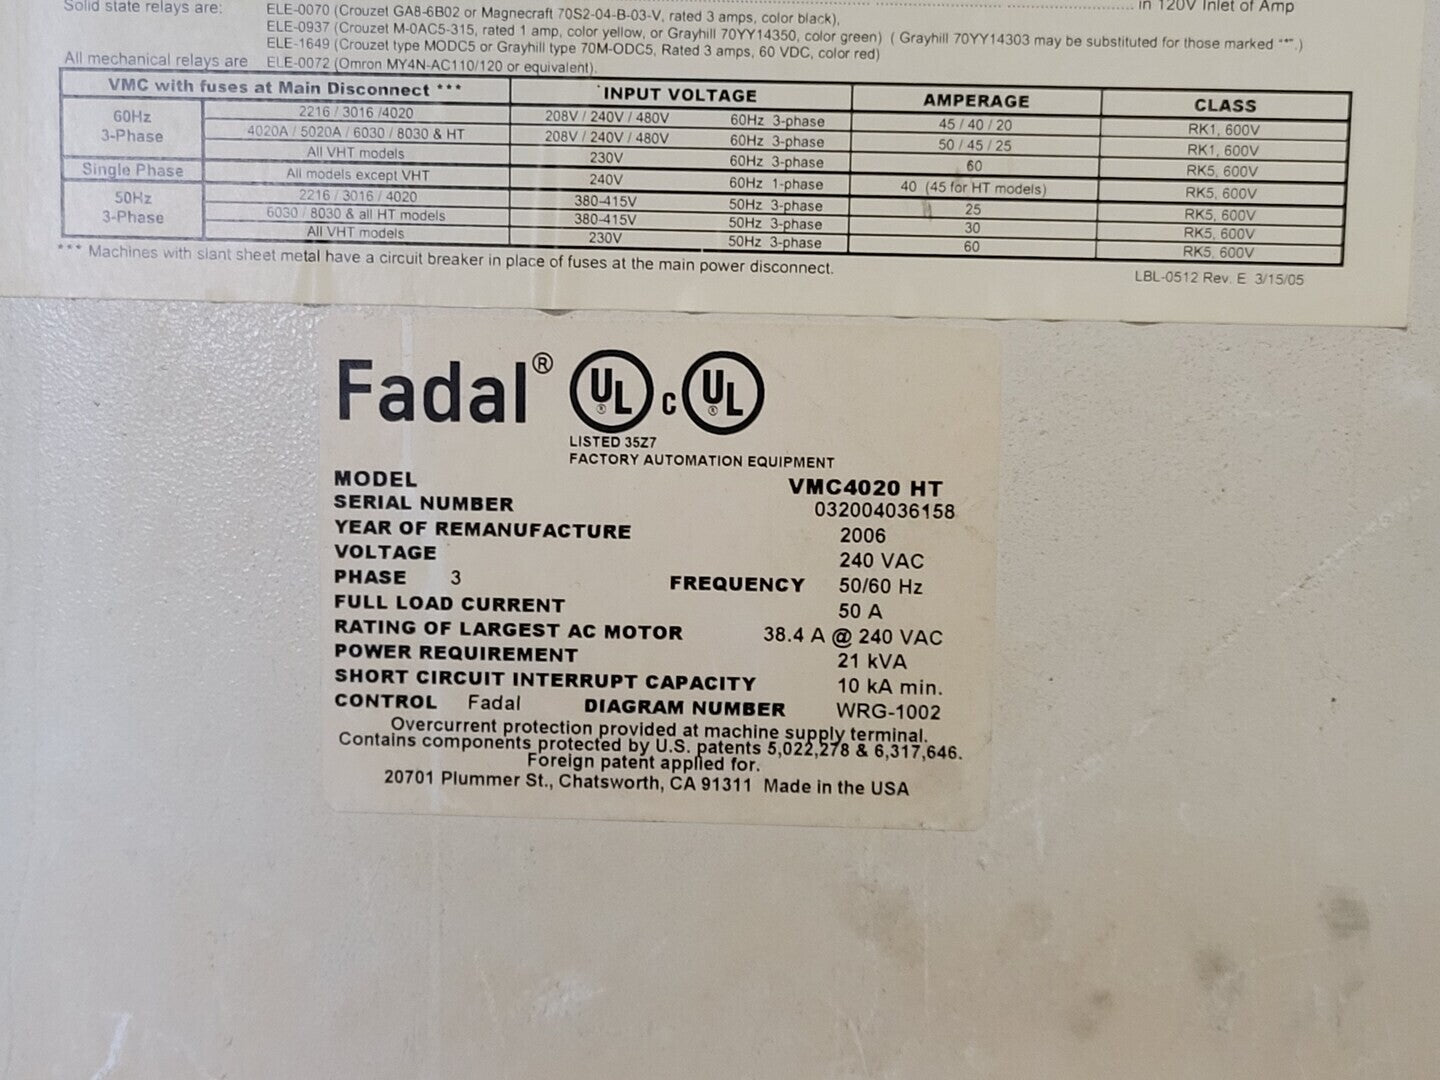 Solid state relays are: ELE-0070 (Crouzet GA8-6B02 or Magnecraft 70S2-04-B-03-V, rated 3 amps, color black),
in 120V Inlet of Amp
ELE-0937 (Crouzet M-0AC5-315, rated 1 amp, color yellow, or Grayhill 70YY14350, color green) ( Grayhill 70YY14303 may be substituted for those marked "*".)
ELE-1649 (Crouzet type MODC5 or Grayhill type 70M-ODC5, Rated 3 amps, 60 VDC, color red)
All mechanical relays are ELE-0072 (Omron MY4N-AC110/120 or equivalent).
VMC with fuses at Main Disconnect *** INPUT VOLTAGE AMPERAGE CLASS
60Hz 3-Phase 2216 / 3016 /4020 208V / 240V / 480V 60Hz 3-phase 45 / 40 / 20 RK1, 600V
4020A / 5020A / 6030 / 8030 & HT 208V / 240V / 480V 60Hz 3-phase 50 / 45 / 25 RK1, 600V
All VHT models 230V 60Hz 3-phase 60 RK5, 600V
Single Phase All models except VHT 240V 60Hz 1-phase 40 (45 for HT models) RK5, 600V
50Hz 3-Phase 2216 / 3016 / 4020 380-415V 50Hz 3-phase 25 RK5, 600V
6030 / 8030 & all HT models 380-415V 50Hz 3-phase 30 RK5, 600V
All VHT models 230V 50Hz 3-phase 60 RK5, 600V
*** Machines with slant sheet metal have a circuit breaker in place of fuses at the main power disconnect.
LBL-0512 Rev. E 3/15/05
Fadal® UL® C UL®
LISTED 35Z7
FACTORY AUTOMATION EQUIPMENT
MODEL VMC4020 HT
SERIAL NUMBER 032004036158
YEAR OF REMANUFACTURE 2006
VOLTAGE 240 VAC
PHASE 3 FREQUENCY 50/60 Hz
FULL LOAD CURRENT 50 A
RATING OF LARGEST AC MOTOR 38.4 A @ 240 VAC
POWER REQUIREMENT 21 kVA
SHORT CIRCUIT INTERRUPT CAPACITY 10 kA min.
CONTROL Fadal DIAGRAM NUMBER WRG-1002
Overcurrent protection provided at machine supply terminal.
Contains components protected by U.S. patents 5,022,278 & 6,317,646.
Foreign patent applied for.
20701 Plummer St., Chatsworth, CA 91311 Made in the USA